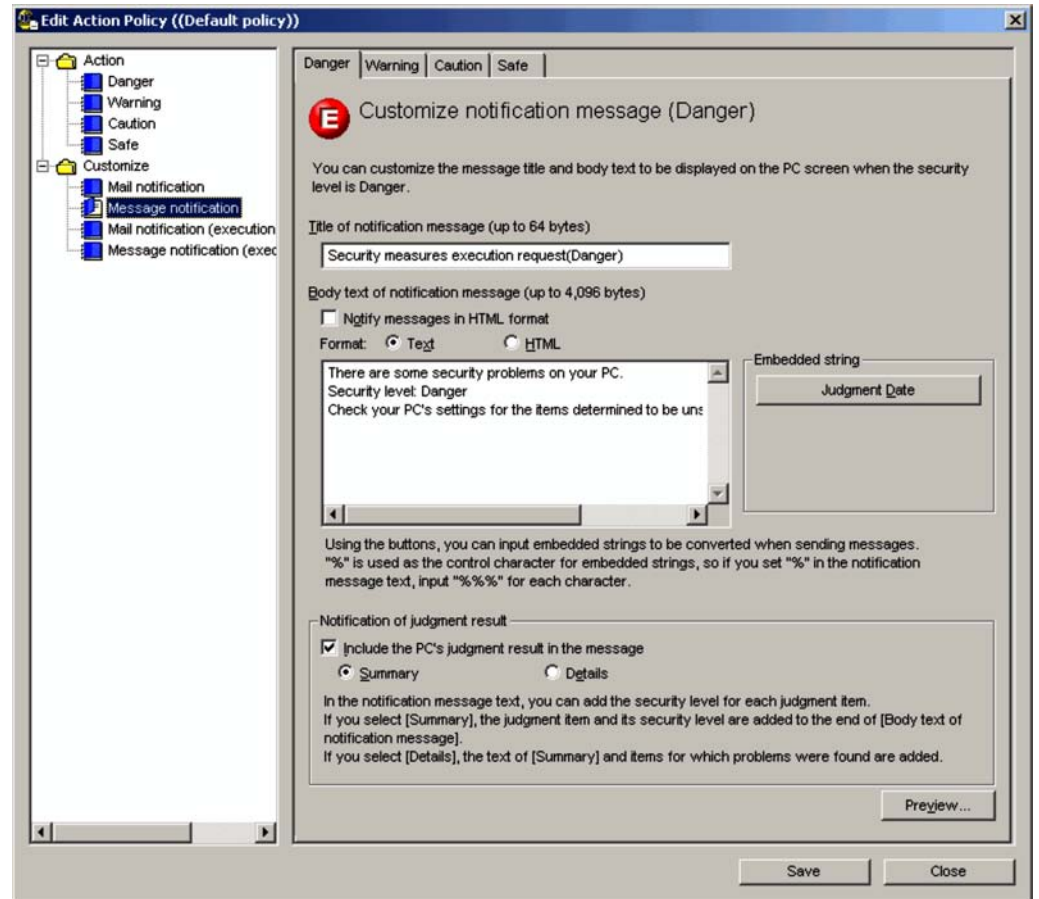 Edit Action Policy ((Default policy))
Action
Danger
Warning
Caution
Safe
Customize
Mail notification
Message notification
Mail notification (execution
Message notification (exec
Danger
Warning
Caution
Safe
E
Customize notification message (Danger)
You can customize the message title and body text to be displayed on the PC screen when the security
level is Danger.
Title of notification message (up to 64 bytes)
Security measures execution request(Danger)
Body text of notification message (up to 4,096 bytes)
Notify messages in HTML format
Format: Text HTML
There are some security problems on your PC.
Security level: Danger
Check your PC's settings for the items determined to be uns
Embedded string
Judgment Date
Using the buttons, you can input embedded strings to be converted when sending messages.
"%" is used as the control character for embedded strings, so if you set "%" in the notification
message text, input "%%%" for each character.
Notification of judgment result
Include the PC's judgment result in the message
Summary Details
In the notification message text, you can add the security level for each judgment item.
If you select [Summary], the judgment item and its security level are added to the end of [Body text of
notification message].
If you select [Details], the text of [Summary] and items for which problems were found are added.
Preview...
Save Close